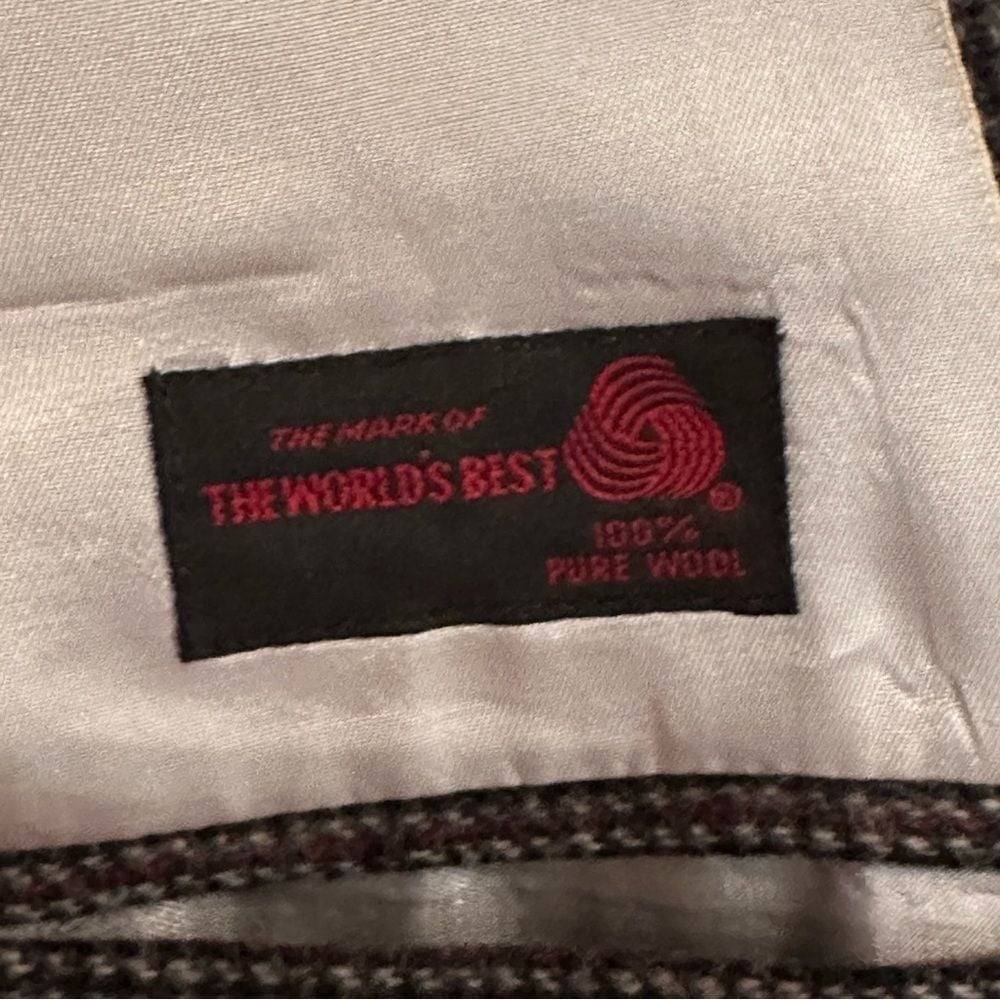 THE MARK OF
THE WORLD'S BEST
®
100%
PURE WOOL